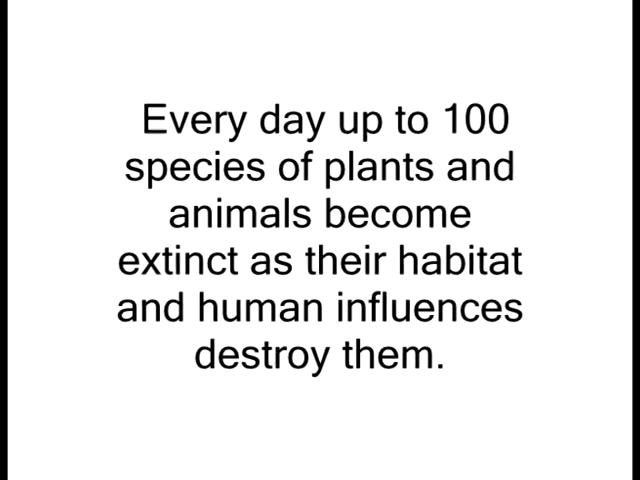 Every day up to 100
species of plants and
animals become
extinct as their habitat
and human influences
destroy them.